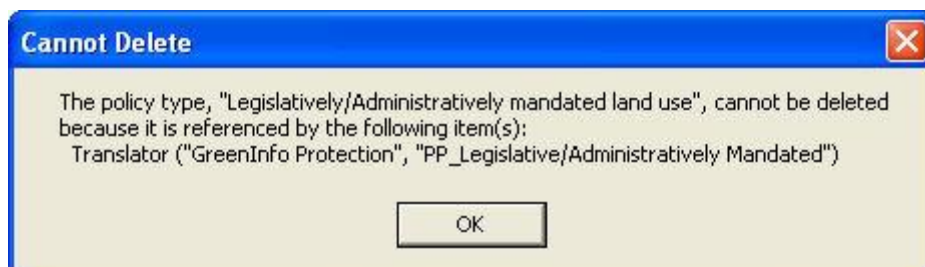 Cannot Delete
The policy type, "Legislatively/Administratively mandated land use", cannot be deleted
because it is referenced by the following item(s):
Translator ("GreenInfo Protection", "PP_Legislative/Administratively Mandated")
OK